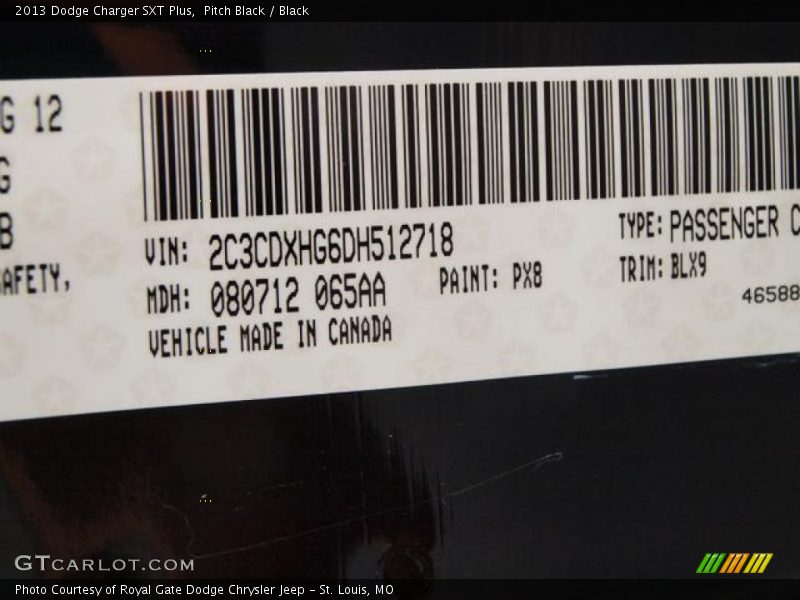 2013 Dodge Charger SXT Plus,  Pitch Black / Black
G 12
G
B
AFETY,
VIN: 2C3CDXHG6DH512718
TYPE: PASSENGER C
MDH: 080712 065AA
PAINT: PX8
TRIM: BLX9
VEHICLE MADE IN CANADA
46588
GTCARLOT.COM
Photo Courtesy of Royal Gate Dodge Chrysler Jeep - St. Louis, MO